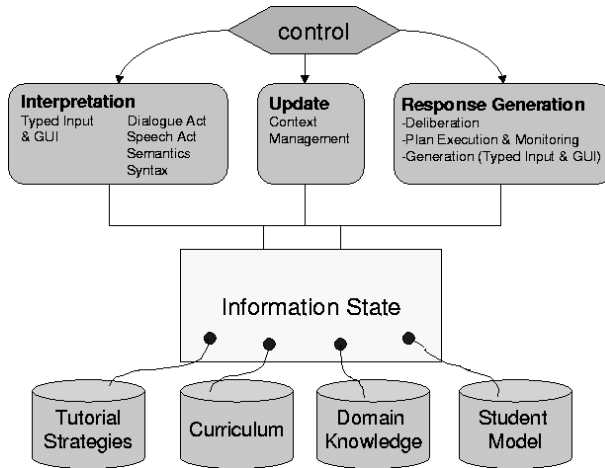 control
Interpretation
Typed Input
& GUI
Dialogue Act
Speech Act
Semantics
Syntax
Update
Context
Management
Response Generation
-Deliberation
-Plan Execution & Monitoring
-Generation (Typed Input & GUI)
Information State
Tutorial
Strategies
Curriculum
Domain
Knowledge
Student
Model